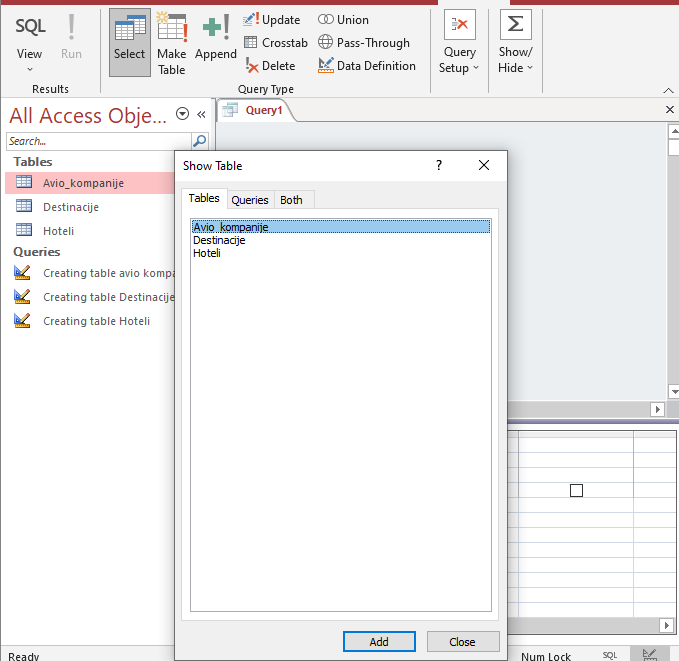 SQL
View
Run
Results
Select
Make
Table
Append
Update
Crosstab
Delete
Union
Pass-Through
Data Definition
Query Type
Query
Setup
Show/
Hide
All Access Obje...
Search...
Tables
Avio_kompanije
Destinacije
Hoteli
Queries
Creating table avio kompa
Creating table Destinacije
Creating table Hoteli
Query1
Show Table
?
Tables
Queries
Both
Avio_kompanije
Destinacije
Hoteli
Add
Close
Ready
Num Lock
SQL